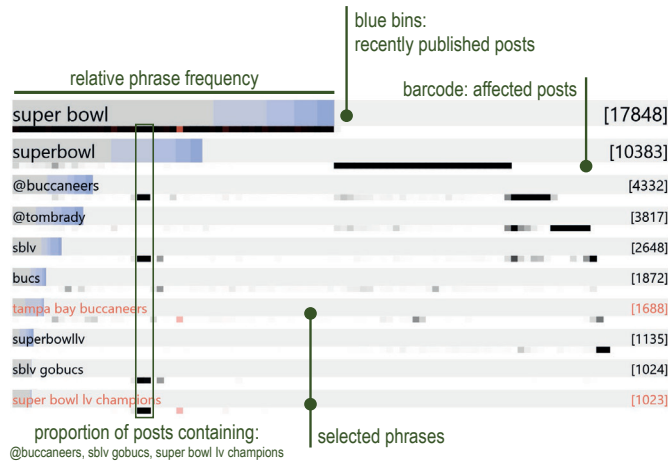 blue bins:
recently published posts
relative phrase frequency
barcode: affected posts
super bowl [17848]
superbowl [10383]
@buccaneers [4332]
@tombrady [3817]
sblv [2648]
bucs [1872]
tampa bay buccaneers [1688]
superbowllv [1135]
sblv gobucs [1024]
super bowl lv champions [1023]
proportion of posts containing:
@buccaneers, sblv gobucs, super bowl lv champions
selected phrases